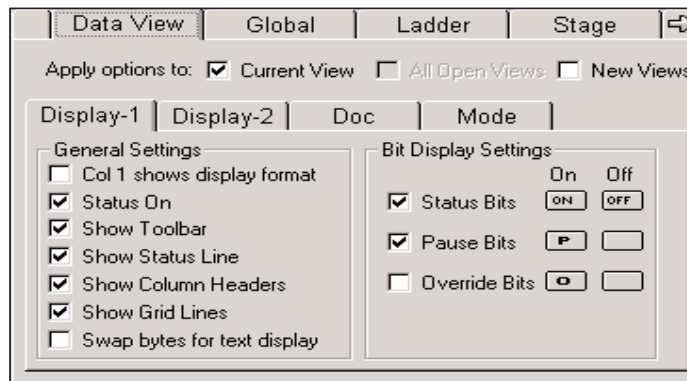 Data View Global Ladder Stage
Apply options to: Current View All Open Views New Views
Display-1 Display-2 Doc Mode
General Settings
Col 1 shows display format
Status On
Show Toolbar
Show Status Line
Show Column Headers
Show Grid Lines
Swap bytes for text display
Bit Display Settings
On Off
Status Bits ON OFF
Pause Bits P
Override Bits O